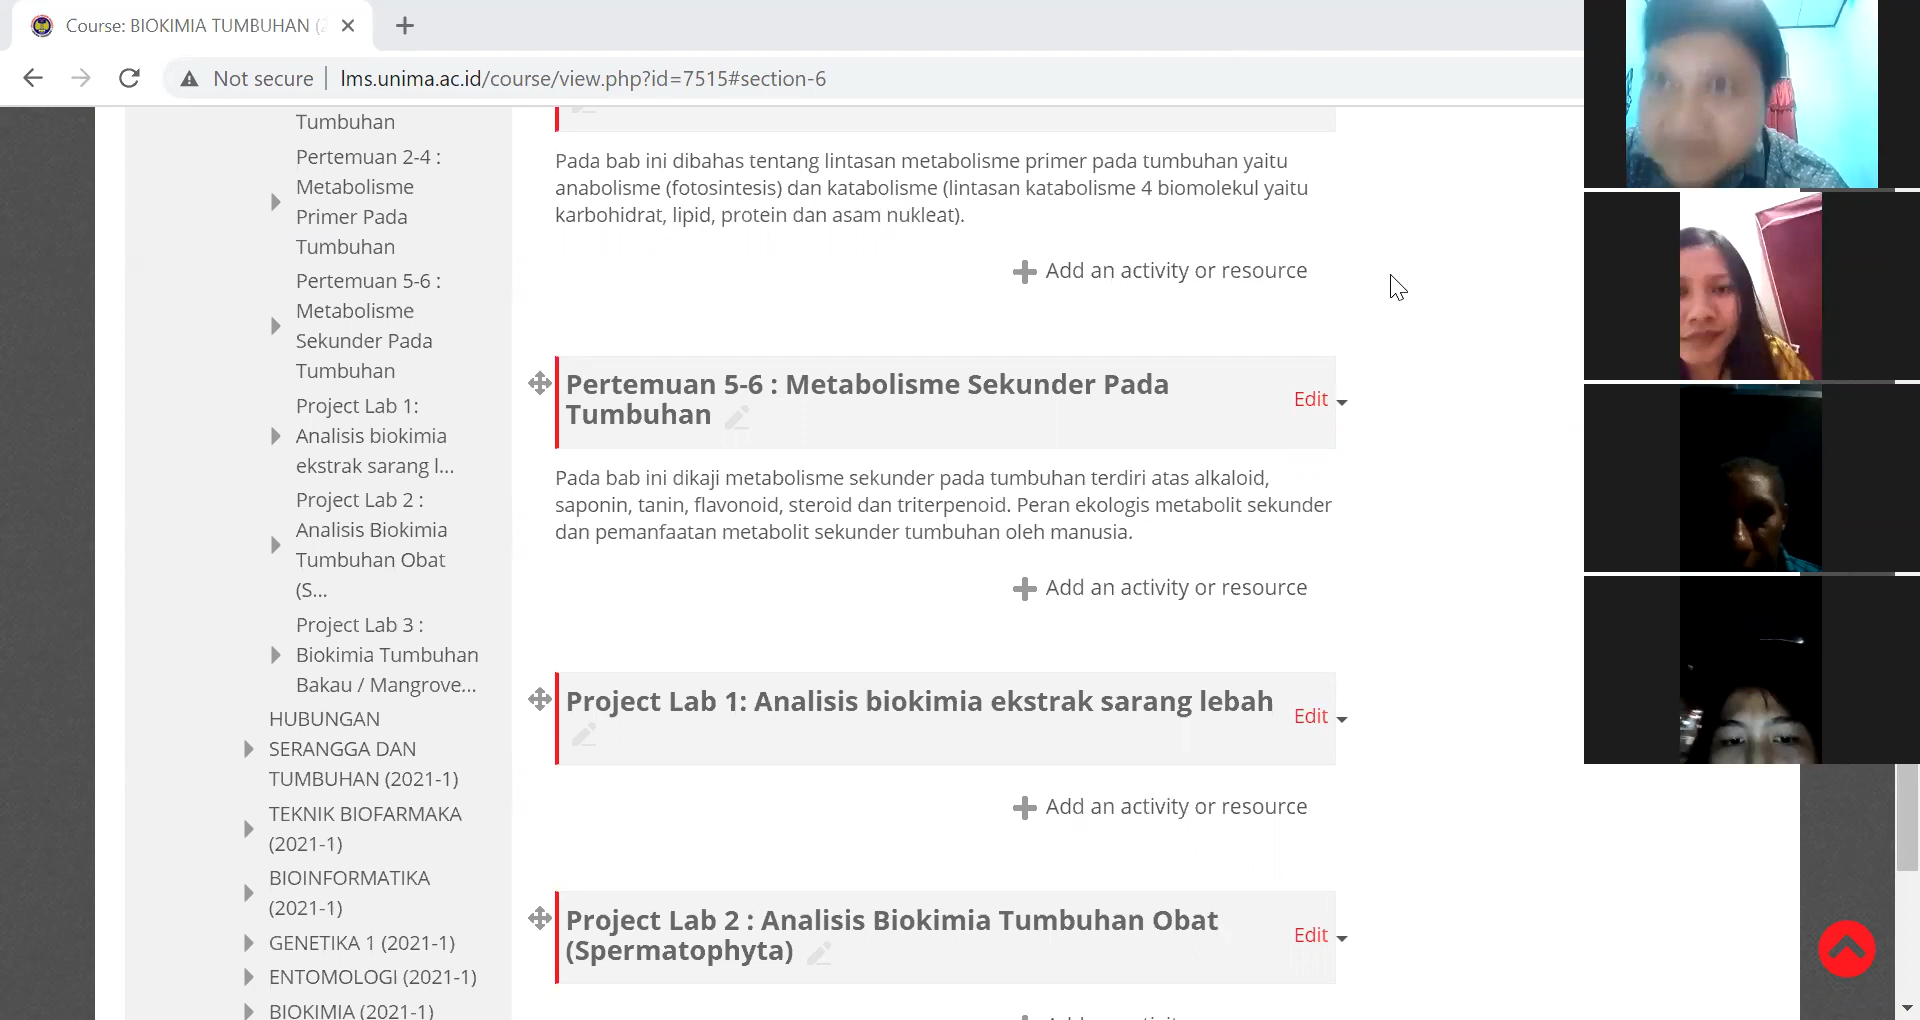 Course: BIOKIMIA TUMBUHAN (
Not secure
lms.unima.ac.id/course/view.php?id=7515#section-6
Tumbuhan
Pertemuan 2-4 :
Metabolisme
Primer Pada
Tumbuhan
Pertemuan 5-6 :
Metabolisme
Sekunder Pada
Tumbuhan
Project Lab 1:
Analisis biokimia
ekstrak sarang l...
Project Lab 2 :
Analisis Biokimia
Tumbuhan Obat
(S...
Project Lab 3 :
Biokimia Tumbuhan
Bakau / Mangrove...
HUBUNGAN
SERANGGA DAN
TUMBUHAN (2021-1)
TEKNIK BIOFARMAKA
(2021-1)
BIOINFORMATIKA
(2021-1)
GENETIKA 1 (2021-1)
ENTOMOLOGI (2021-1)
BIOKIMIA (2021-1)
Pada bab ini dibahas tentang lintasan metabolisme primer pada tumbuhan yaitu
anabolisme (fotosintesis) dan katabolisme (lintasan katabolisme 4 biomolekul yaitu
karbohidrat, lipid, protein dan asam nukleat).
Add an activity or resource
Pertemuan 5-6 : Metabolisme Sekunder Pada
Tumbuhan
Edit
Pada bab ini dikaji metabolisme sekunder pada tumbuhan terdiri atas alkaloid,
saponin, tanin, flavonoid, steroid dan triterpenoid. Peran ekologis metabolit sekunder
dan pemanfaatan metabolit sekunder tumbuhan oleh manusia.
Add an activity or resource
Project Lab 1: Analisis biokimia ekstrak sarang lebah
Edit
Add an activity or resource
Project Lab 2 : Analisis Biokimia Tumbuhan Obat
(Spermatophyta)
Edit